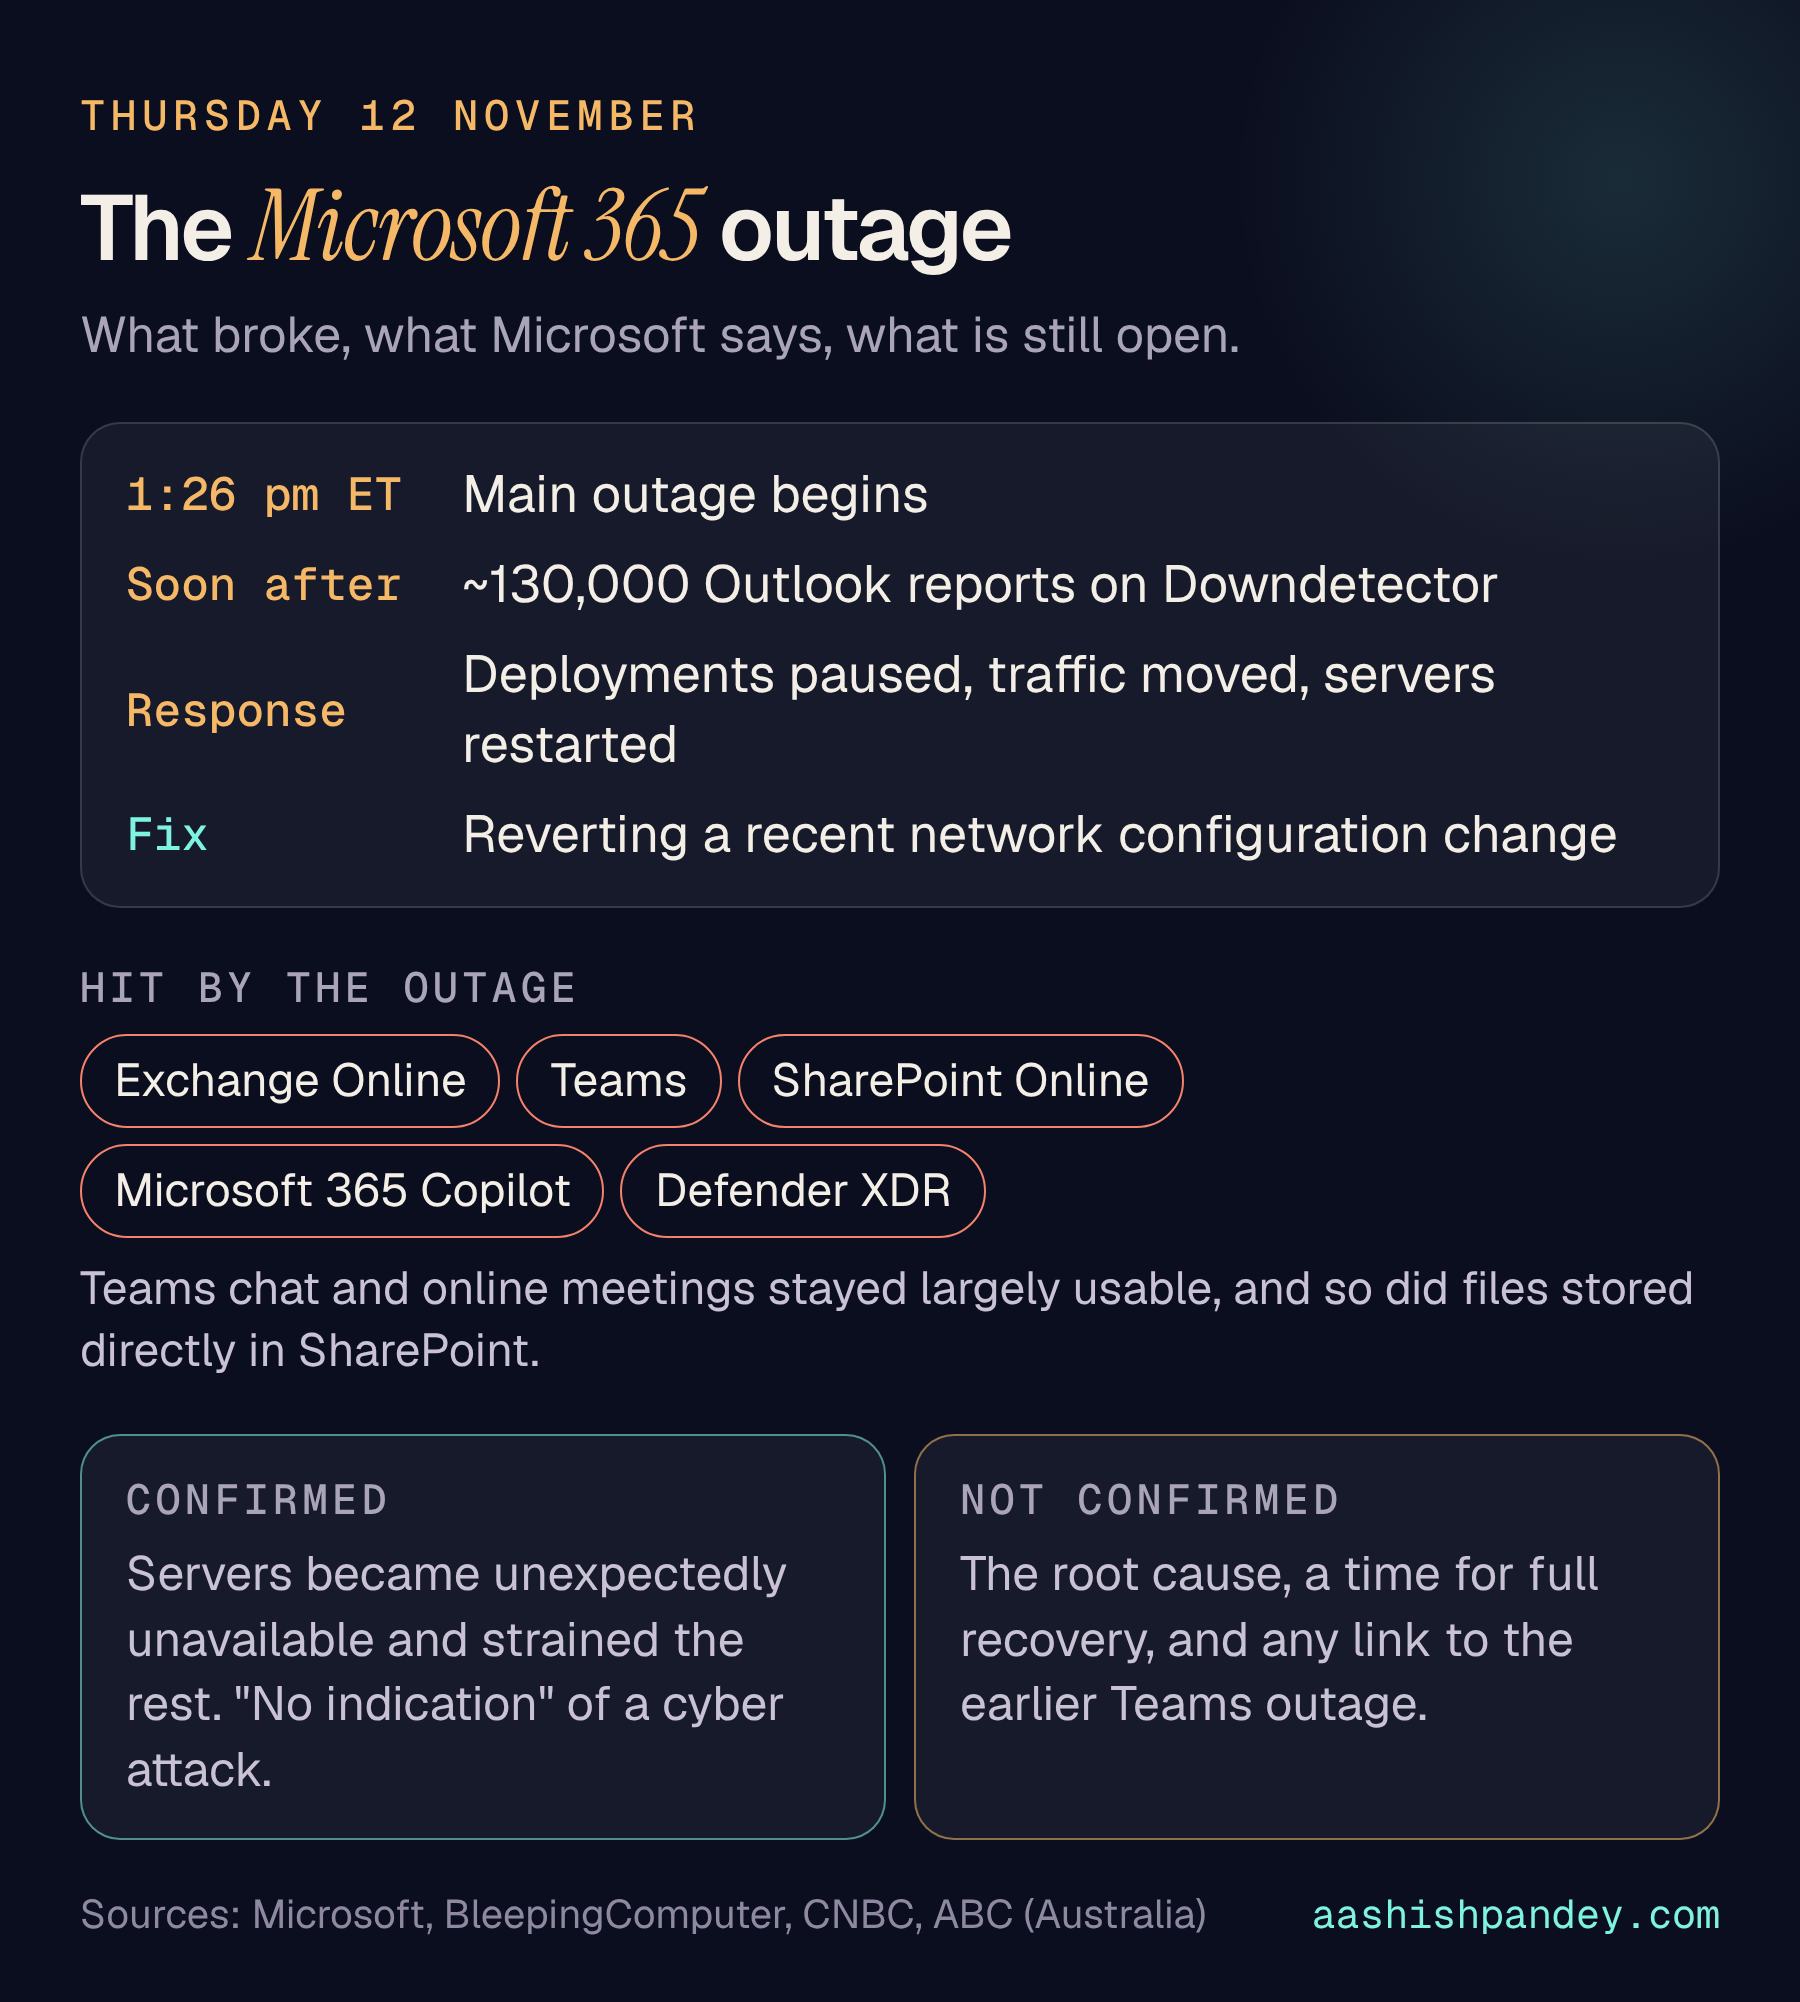 THURSDAY 12 NOVEMBER
The Microsoft 365 outage
What broke, what Microsoft says, what is still open.
1:26 pm ET Main outage begins
Soon after ~130,000 Outlook reports on Downdetector
Response Deployments paused, traffic moved, servers
restarted
Fix Reverting a recent network configuration change
HIT BY THE OUTAGE
Exchange Online Teams SharePoint Online
Microsoft 365 Copilot Defender XDR
Teams chat and online meetings stayed largely usable, and so did files stored
directly in SharePoint.
CONFIRMED
Servers became unexpectedly
unavailable and strained the
rest. "No indication" of a cyber
attack.
NOT CONFIRMED
The root cause, a time for full
recovery, and any link to the
earlier Teams outage.
Sources: Microsoft, BleepingComputer, CNBC, ABC (Australia) aashishpandey.com